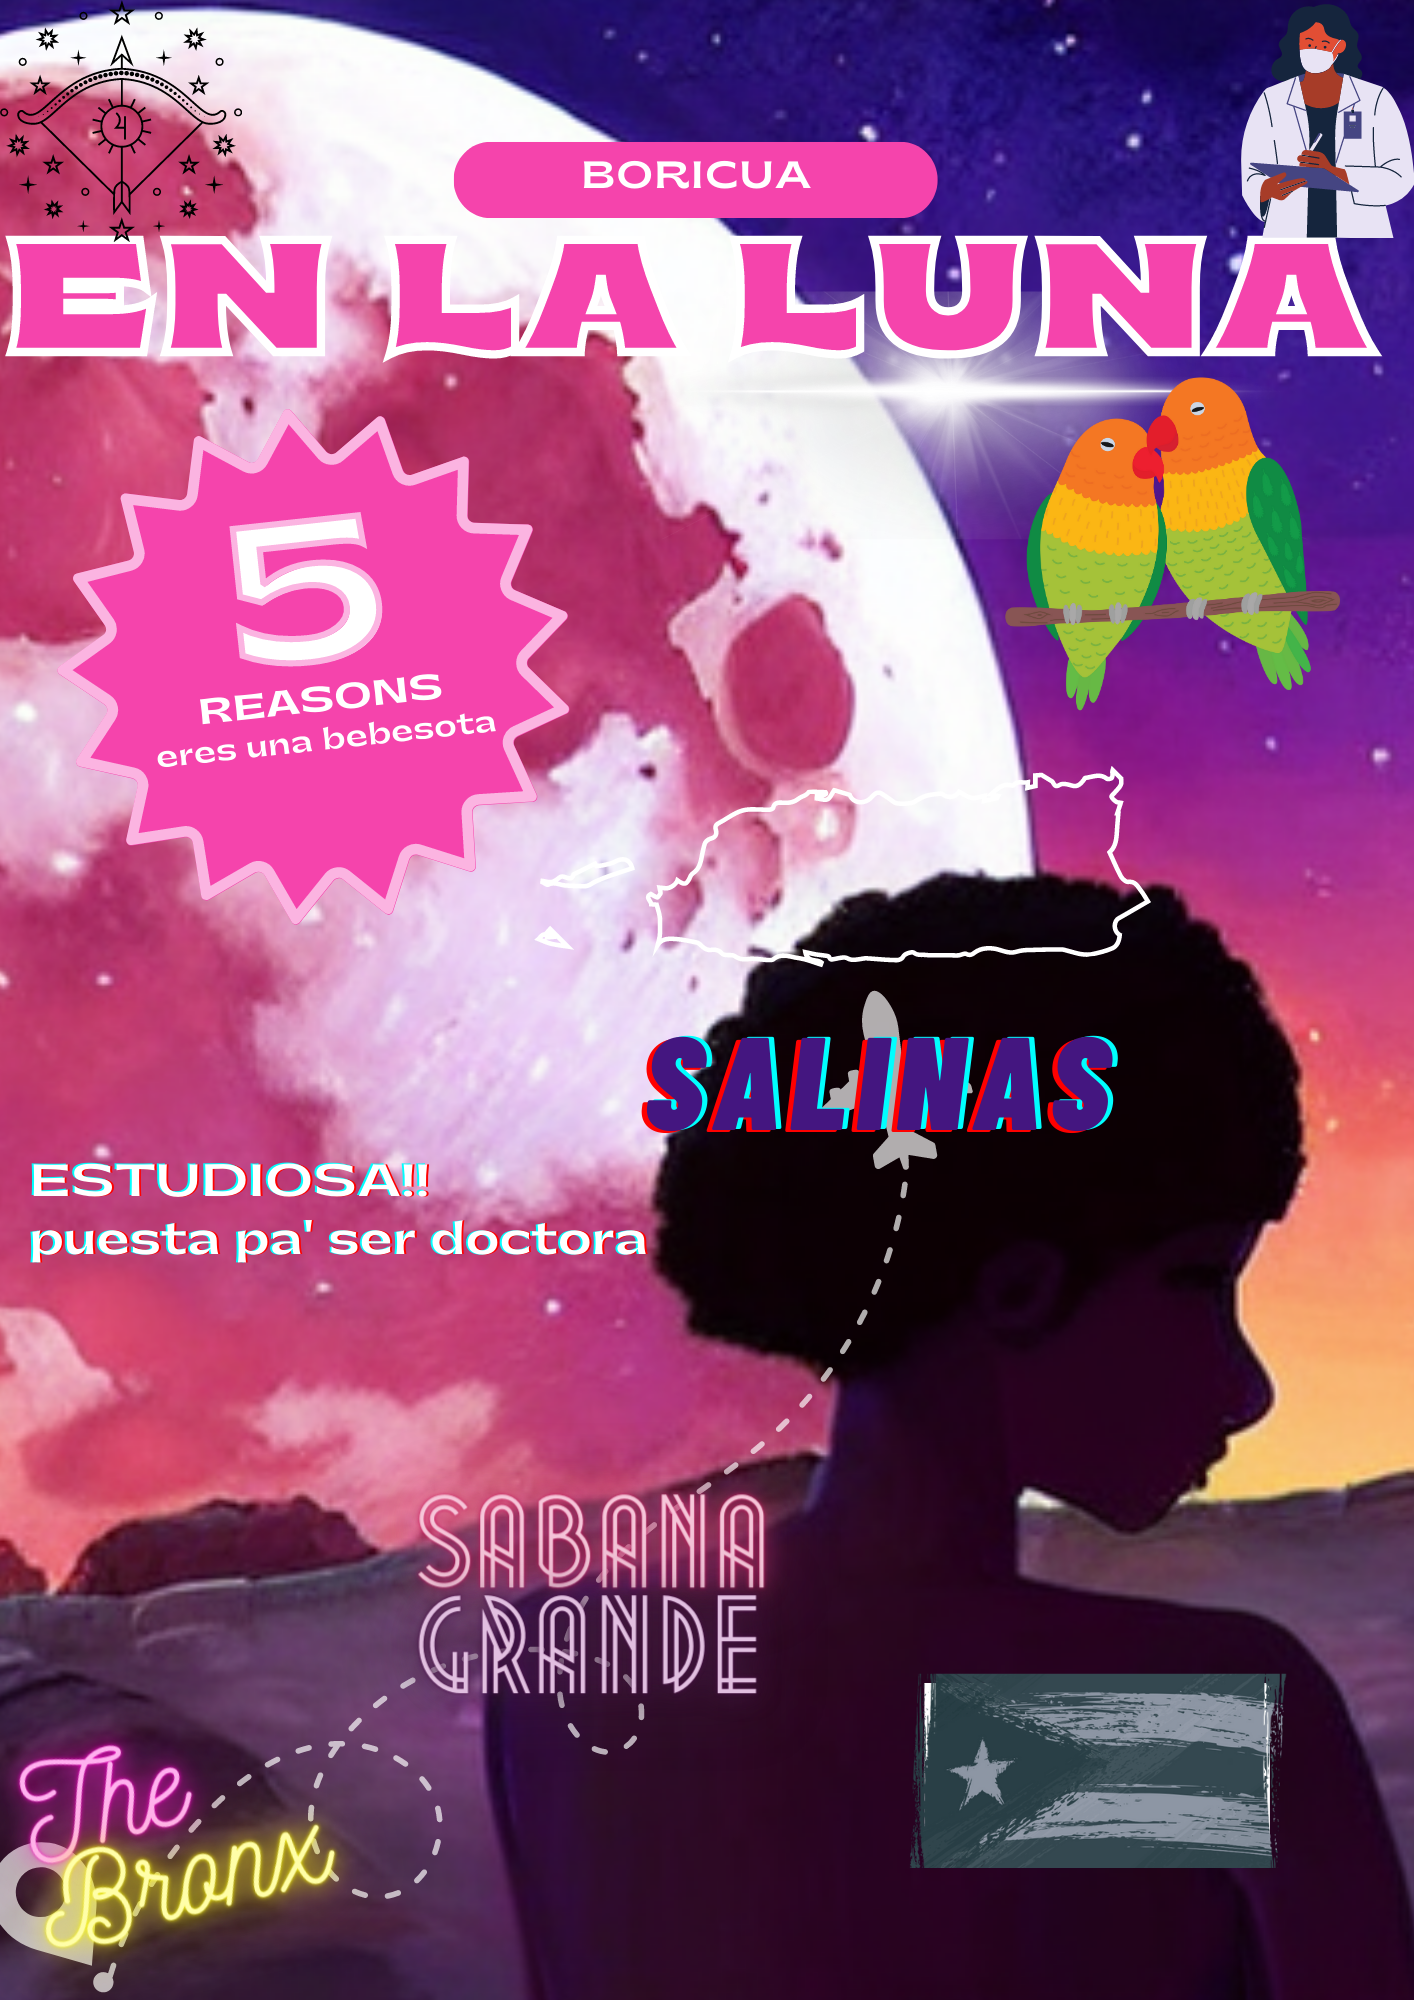 BORICUA
EN LA LUNA
5
REASONS
eres una bebesota
SALINAS
ESTUDIOSA!!
puesta pa' ser doctora
SABANA
GRANDE
The
Bronx